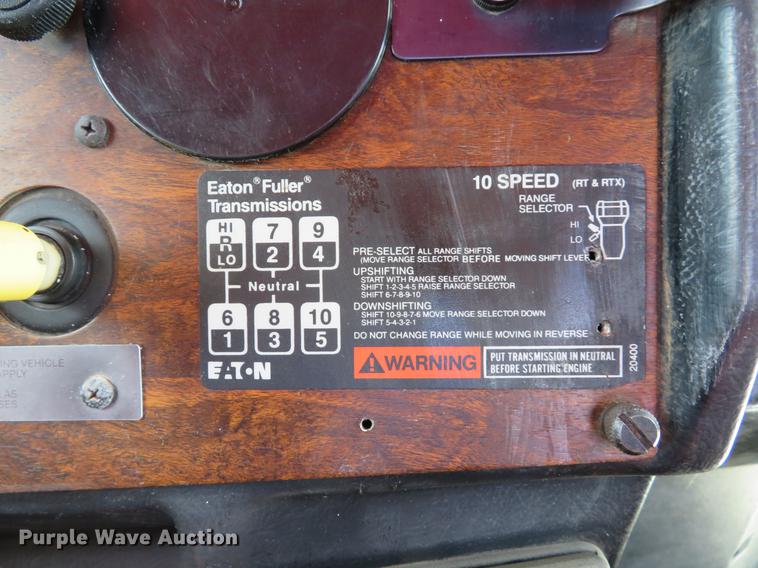 Eaton® Fuller®
Transmissions
10 SPEED (RT & RTX)
RANGE
SELECTOR
HI
LO
HI 7 9
R
LO 2 4
Neutral
6 8 10
1 3 5
EATON
PRE-SELECT ALL RANGE SHIFTS
(MOVE RANGE SELECTOR BEFORE MOVING SHIFT LEVER
UPSHIFTING
START WITH RANGE SELECTOR DOWN
SHIFT 1-2-3-4-5 RAISE RANGE SELECTOR
SHIFT 6-7-8-9-10
DOWNSHIFTING
SHIFT 10-9-8-7-6 MOVE RANGE SELECTOR DOWN
SHIFT 5-4-3-2-1
DO NOT CHANGE RANGE WHILE MOVING IN REVERSE
WARNING
PUT TRANSMISSION IN NEUTRAL
BEFORE STARTING ENGINE
20400
ING VEHICLE
PPLY
AS
SES
Purple Wave Auction